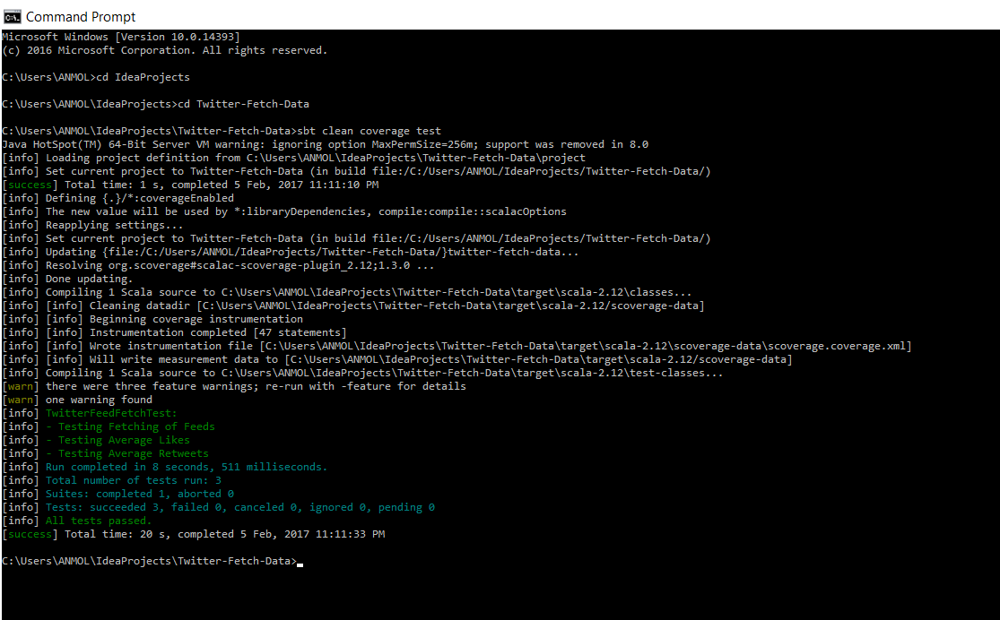 Command Prompt
Microsoft Windows [Version 10.0.14393]
(c) 2016 Microsoft Corporation. All rights reserved.
C:\Users\ANMOL>cd IdeaProjects
C:\Users\ANMOL\IdeaProjects>cd Twitter-Fetch-Data
C:\Users\ANMOL\IdeaProjects\Twitter-Fetch-Data>sbt clean coverage test
Java HotSpot(TM) 64-Bit Server VM warning: ignoring option MaxPermSize=256m; support was removed in 8.0
[info] Loading project definition from C:\Users\ANMOL\IdeaProjects\Twitter-Fetch-Data\project
[info] Set current project to Twitter-Fetch-Data (in build file:/C:/Users/ANMOL/IdeaProjects/Twitter-Fetch-Data/)
[success] Total time: 1 s, completed 5 Feb, 2017 11:11:10 PM
[info] Defining {.}/*:coverageEnabled
[info] The new value will be used by *:libraryDependencies, compile:compile::scalacOptions
[info] Reapplying settings...
[info] Set current project to Twitter-Fetch-Data (in build file:/C:/Users/ANMOL/IdeaProjects/Twitter-Fetch-Data/)
[info] Updating {file:/C:/Users/ANMOL/IdeaProjects/Twitter-Fetch-Data/}twitter-fetch-data...
[info] Resolving org.scoverage#scalac-scoverage-plugin_2.12;1.3.0 ...
[info] Done updating.
[info] Compiling 1 Scala source to C:\Users\ANMOL\IdeaProjects\Twitter-Fetch-Data\target\scala-2.12\classes...
[info] [info] Cleaning datadir [C:\Users\ANMOL\IdeaProjects\Twitter-Fetch-Data\target\scala-2.12/scoverage-data]
[info] [info] Beginning coverage instrumentation
[info] [info] Instrumentation completed [47 statements]
[info] [info] Wrote instrumentation file [C:\Users\ANMOL\IdeaProjects\Twitter-Fetch-Data\target\scala-2.12\scoverage-data\scoverage.coverage.xml]
[info] [info] Will write measurement data to [C:\Users\ANMOL\IdeaProjects\Twitter-Fetch-Data\target\scala-2.12/scoverage-data]
[info] Compiling 1 Scala source to C:\Users\ANMOL\IdeaProjects\Twitter-Fetch-Data\target\scala-2.12\test-classes...
[warn] there were three feature warnings; re-run with -feature for details
[warn] one warning found
[info] TwitterFeedFetchTest:
[info] - Testing Fetching of Feeds
[info] - Testing Average Likes
[info] - Testing Average Retweets
[info] Run completed in 8 seconds, 511 milliseconds.
[info] Total number of tests run: 3
[info] Suites: completed 1, aborted 0
[info] Tests: succeeded 3, failed 0, canceled 0, ignored 0, pending 0
[info] All tests passed.
[success] Total time: 20 s, completed 5 Feb, 2017 11:11:33 PM
C:\Users\ANMOL\IdeaProjects\Twitter-Fetch-Data>